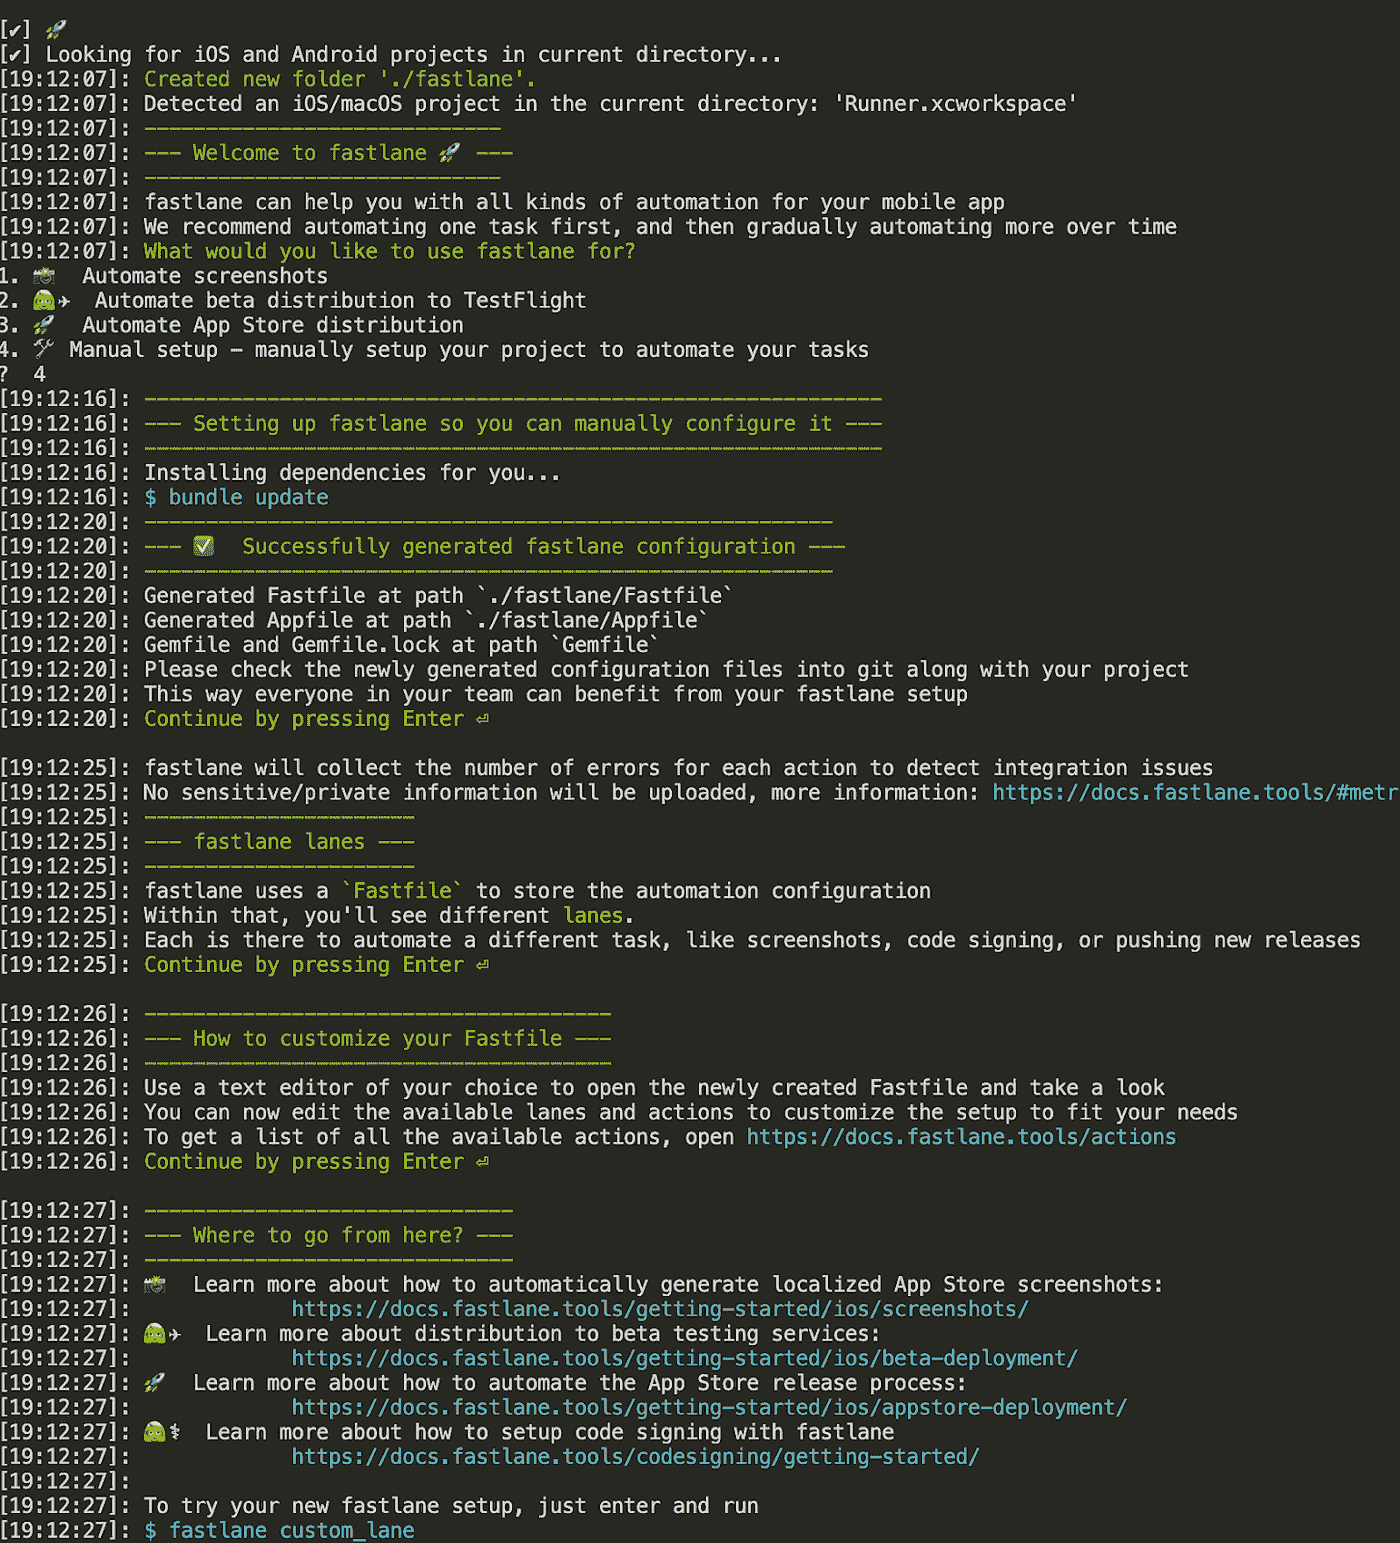 [✔] 🚀
[✔] Looking for iOS and Android projects in current directory...
[19:12:07]: Created new folder './fastlane'.
[19:12:07]: Detected an iOS/macOS project in the current directory: 'Runner.xcworkspace'
[19:12:07]: -----------------------------
[19:12:07]: --- Welcome to fastlane 🚀 ---
[19:12:07]: -----------------------------
[19:12:07]: fastlane can help you with all kinds of automation for your mobile app
[19:12:07]: We recommend automating one task first, and then gradually automating more over time
[19:12:07]: What would you like to use fastlane for?
1. 📸  Automate screenshots
2. 👩‍✈️  Automate beta distribution to TestFlight
3. 🚀  Automate App Store distribution
4. 🛠 Manual setup - manually setup your project to automate your tasks
?  4
[19:12:16]: ------------------------------------------------------------
[19:12:16]: --- Setting up fastlane so you can manually configure it ---
[19:12:16]: ------------------------------------------------------------
[19:12:16]: Installing dependencies for you...
[19:12:16]: $ bundle update
[19:12:20]: --------------------------------------------------------
[19:12:20]: --- ✅  Successfully generated fastlane configuration ---
[19:12:20]: --------------------------------------------------------
[19:12:20]: Generated Fastfile at path `./fastlane/Fastfile`
[19:12:20]: Generated Appfile at path `./fastlane/Appfile`
[19:12:20]: Gemfile and Gemfile.lock at path `Gemfile`
[19:12:20]: Please check the newly generated configuration files into git along with your project
[19:12:20]: This way everyone in your team can benefit from your fastlane setup
[19:12:20]: Continue by pressing Enter ⏎
[19:12:25]: fastlane will collect the number of errors for each action to detect integration issues
[19:12:25]: No sensitive/private information will be uploaded, more information: https://docs.fastlane.tools/#metr
[19:12:25]: ----------------------
[19:12:25]: --- fastlane lanes ---
[19:12:25]: ----------------------
[19:12:25]: fastlane uses a `Fastfile` to store the automation configuration
[19:12:25]: Within that, you'll see different lanes.
[19:12:25]: Each is there to automate a different task, like screenshots, code signing, or pushing new releases
[19:12:25]: Continue by pressing Enter ⏎
[19:12:26]: --------------------------------------
[19:12:26]: --- How to customize your Fastfile ---
[19:12:26]: --------------------------------------
[19:12:26]: Use a text editor of your choice to open the newly created Fastfile and take a look
[19:12:26]: You can now edit the available lanes and actions to customize the setup to fit your needs
[19:12:26]: To get a list of all the available actions, open https://docs.fastlane.tools/actions
[19:12:26]: Continue by pressing Enter ⏎
[19:12:27]: ------------------------------
[19:12:27]: --- Where to go from here? ---
[19:12:27]: ------------------------------
[19:12:27]: 📸  Learn more about how to automatically generate localized App Store screenshots:
[19:12:27]:             https://docs.fastlane.tools/getting-started/ios/screenshots/
[19:12:27]: 👩‍✈️  Learn more about distribution to beta testing services:
[19:12:27]:             https://docs.fastlane.tools/getting-started/ios/beta-deployment/
[19:12:27]: 🚀  Learn more about how to automate the App Store release process:
[19:12:27]:             https://docs.fastlane.tools/getting-started/ios/appstore-deployment/
[19:12:27]: 👩‍⚕️  Learn more about how to setup code signing with fastlane
[19:12:27]:             https://docs.fastlane.tools/codesigning/getting-started/
[19:12:27]:
[19:12:27]: To try your new fastlane setup, just enter and run
[19:12:27]: $ fastlane custom_lane